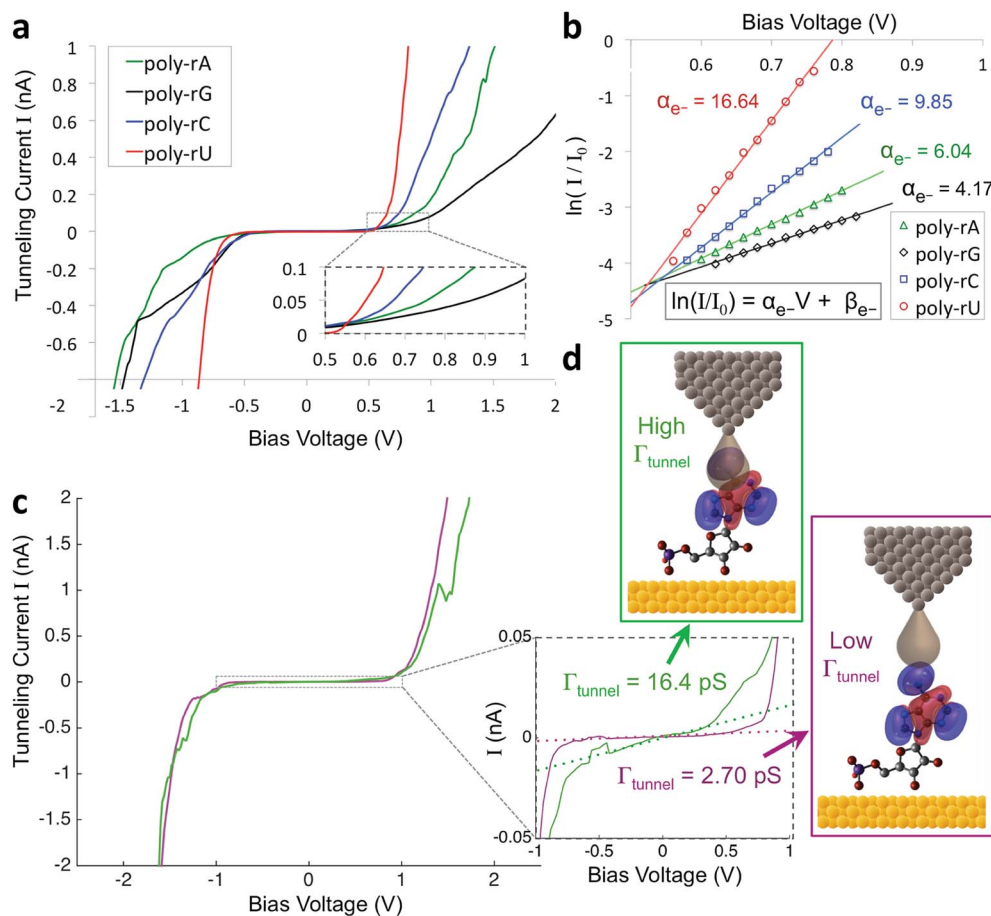 a
Tunneling Current I (nA)
1
0.8
0.6
0.4
0.2
0
-0.2
-0.4
-0.6
poly-rA
poly-rG
poly-rC
poly-rU
0.1
0.05
0
0.5 0.6 0.7 0.8 0.9 1
-2 -1.5 -1 -0.5 0 0.5 1 1.5 2
Bias Voltage (V)
b
Bias Voltage (V)
0.6 0.7 0.8 0.9 1
ln( I / I₀ )
0
-1
-2
-3
-4
-5
αe- = 16.64
αe- = 9.85
αe- = 6.04
αe- = 4.17
poly-rA
poly-rG
poly-rC
poly-rU
ln(I/I₀) = αe-V + βe-
c
Tunneling Current I (nA)
2
1.5
1
0.5
0
-0.5
-1
-1.5
-2
-2 -1 0 1 2
Bias Voltage (V)
I (nA)
0.05
0
-0.05
Γtunnel = 16.4 pS
Γtunnel = 2.70 pS
-1 -0.5 0 0.5 1
Bias Voltage (V)
d
High
Γtunnel
Low
Γtunnel